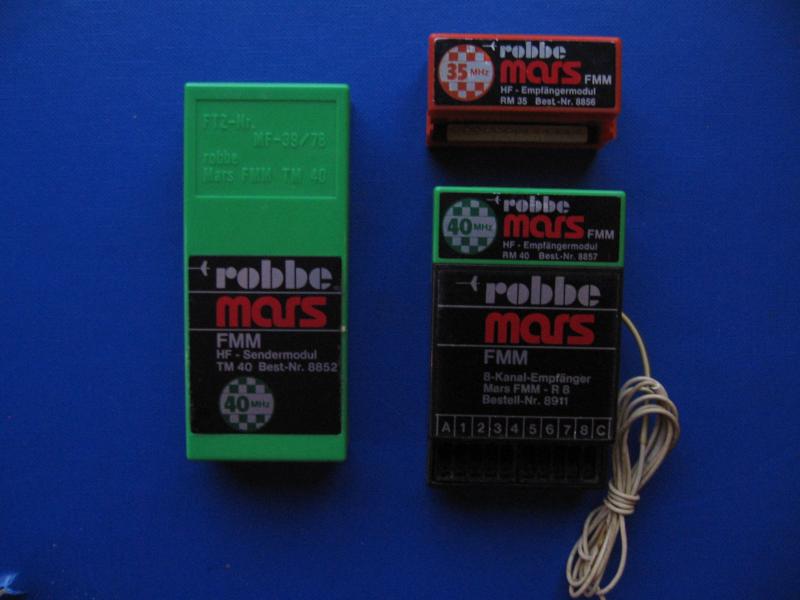 FTZ-Nr.
MF-39/78
robbe
Mars FMM TM 40
robbe
mars
FMM
HF - Sendermodul
TM 40 Best-Nr. 8852
40 MHz
robbe
35 MHz
mars FMM
HF - Empfängermodul
RM 35 Best.-Nr. 8856
robbe
40 MHz
mars FMM
HF - Empfängermodul
RM 40 Best.-Nr. 8857
robbe
mars
FMM
8-Kanal-Empfänger
Mars FMM - R 8
Bestell-Nr. 8911
A 1 2 3 4 5 6 7 8 C